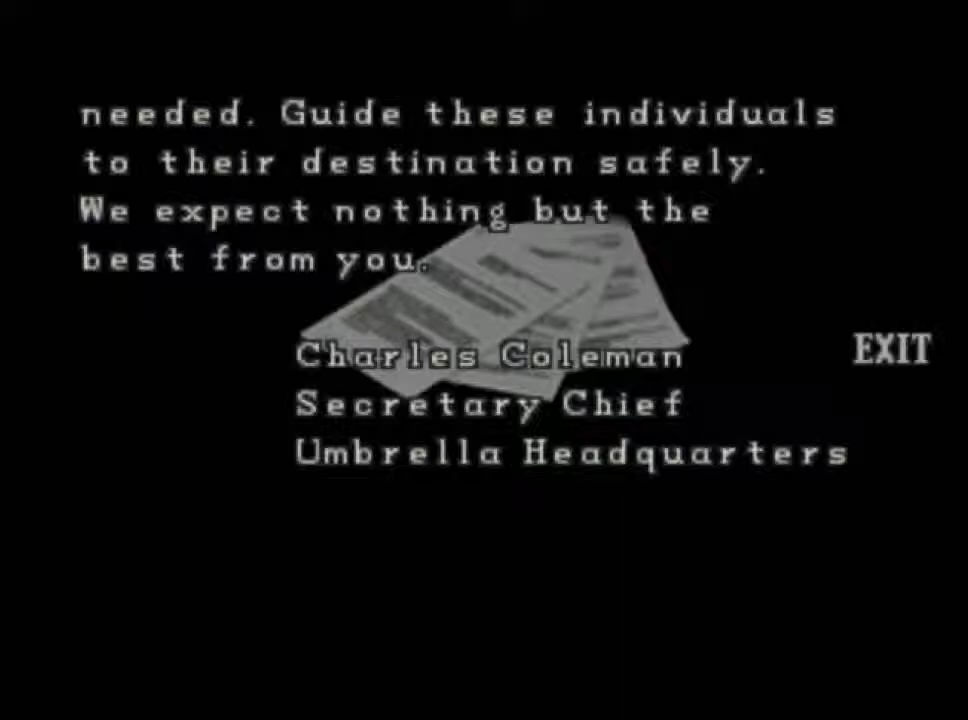 needed. Guide these individuals
to their destination safely.
We expect nothing but the
best from you.
Charles Coleman
EXIT
Secretary Chief
Umbrella Headquarters